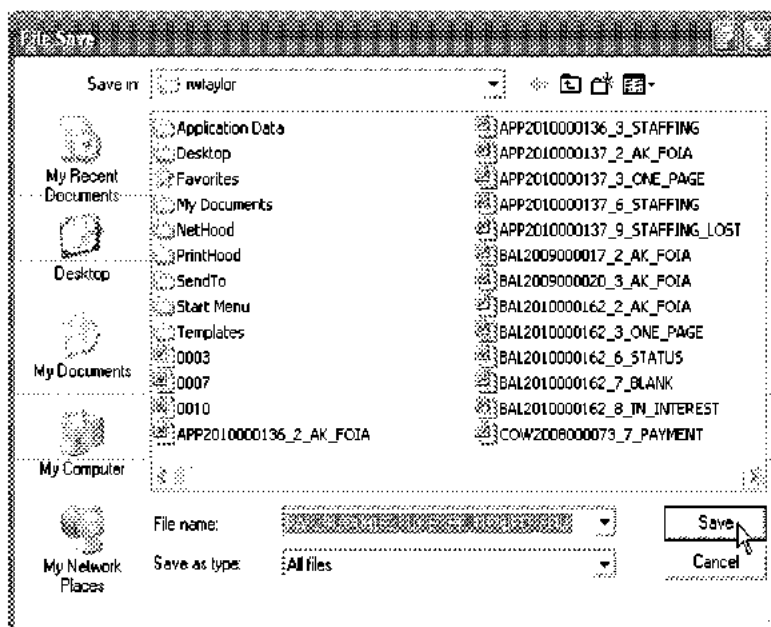 File Save
Save in: rwtaylor
My Recent
Documents
Desktop
My Documents
My Computer
My Network
Places
Application Data
Desktop
Favorites
My Documents
NetHood
PrintHood
SendTo
Start Menu
Templates
0003
0007
0010
APP2010000136_2_AK_FOIA
APP2010000136_3_STAFFING
APP2010000137_2_AK_FOIA
APP2010000137_3_ONE_PAGE
APP2010000137_6_STAFFING
APP2010000137_9_STAFFING_LOST
BAL2009000017_2_AK_FOIA
BAL2009000020_3_AK_FOIA
BAL2010000162_2_AK_FOIA
BAL2010000162_3_ONE_PAGE
BAL2010000162_6_STATUS
BAL2010000162_7_BLANK
BAL2010000162_8_IN_INTEREST
COW2008000073_7_PAYMENT
File name:
Save
Save as type: All files
Cancel